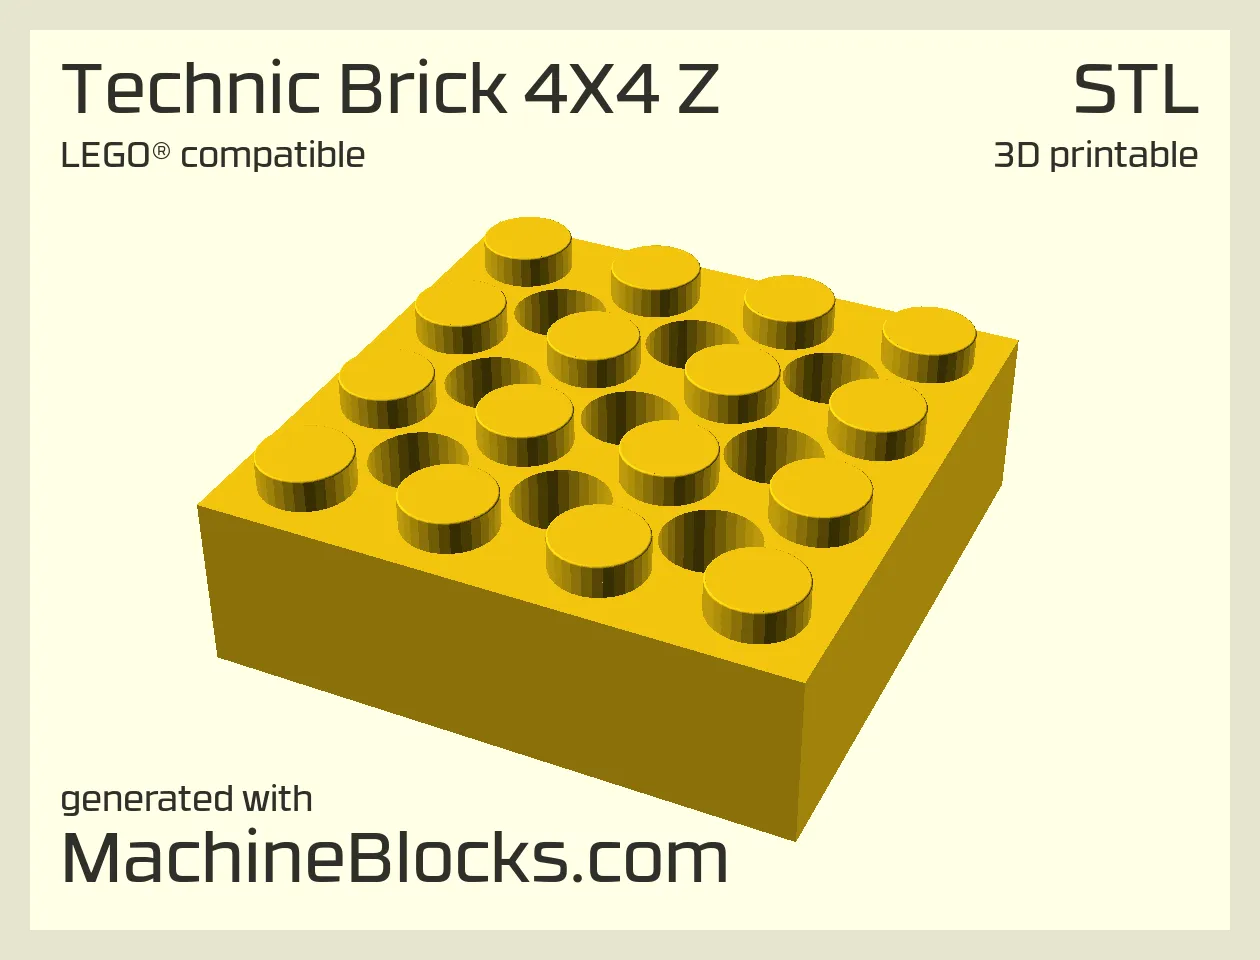 Technic Brick 4X4 Z
LEGO® compatible
STL
3D printable
generated with
MachineBlocks.com